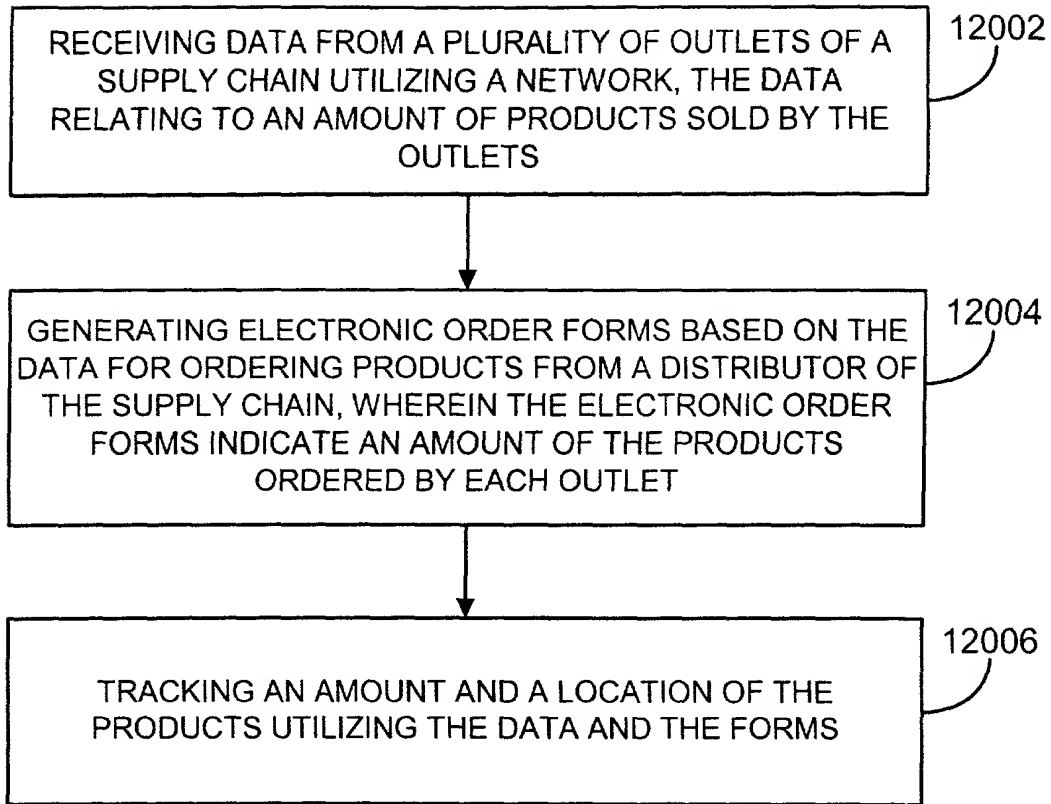 RECEIVING DATA FROM A PLURALITY OF OUTLETS OF A
SUPPLY CHAIN UTILIZING A NETWORK, THE DATA
RELATING TO AN AMOUNT OF PRODUCTS SOLD BY THE
OUTLETS
12002
GENERATING ELECTRONIC ORDER FORMS BASED ON THE
DATA FOR ORDERING PRODUCTS FROM A DISTRIBUTOR OF
THE SUPPLY CHAIN, WHEREIN THE ELECTRONIC ORDER
FORMS INDICATE AN AMOUNT OF THE PRODUCTS
ORDERED BY EACH OUTLET
12004
TRACKING AN AMOUNT AND A LOCATION OF THE
PRODUCTS UTILIZING THE DATA AND THE FORMS
12006